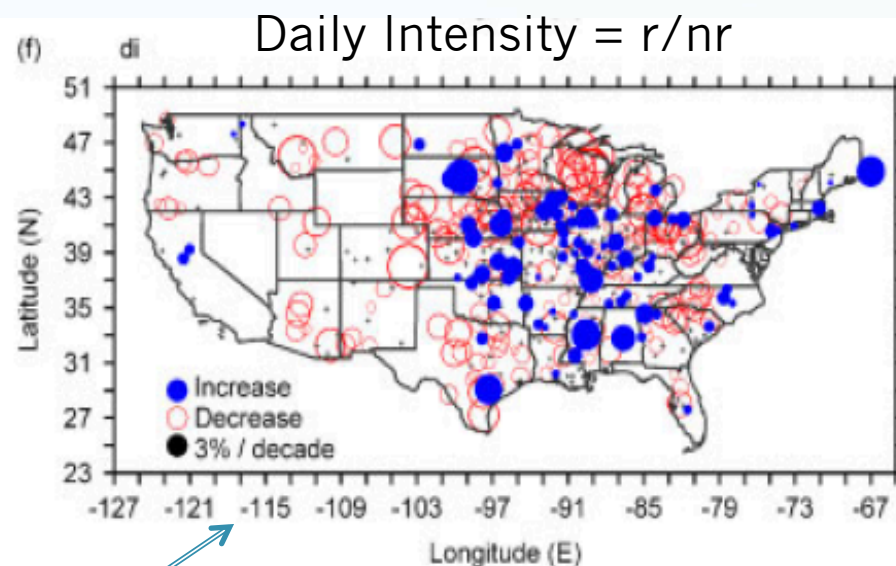 Daily Intensity = r/nr
(f) di
51
47
43
39
35
31
27
23
Latitude (N)
Increase
Decrease
3% / decade
-127 -121 -115 -109 -103 -97 -91 -85 -79 -73 -67
Longitude (E)